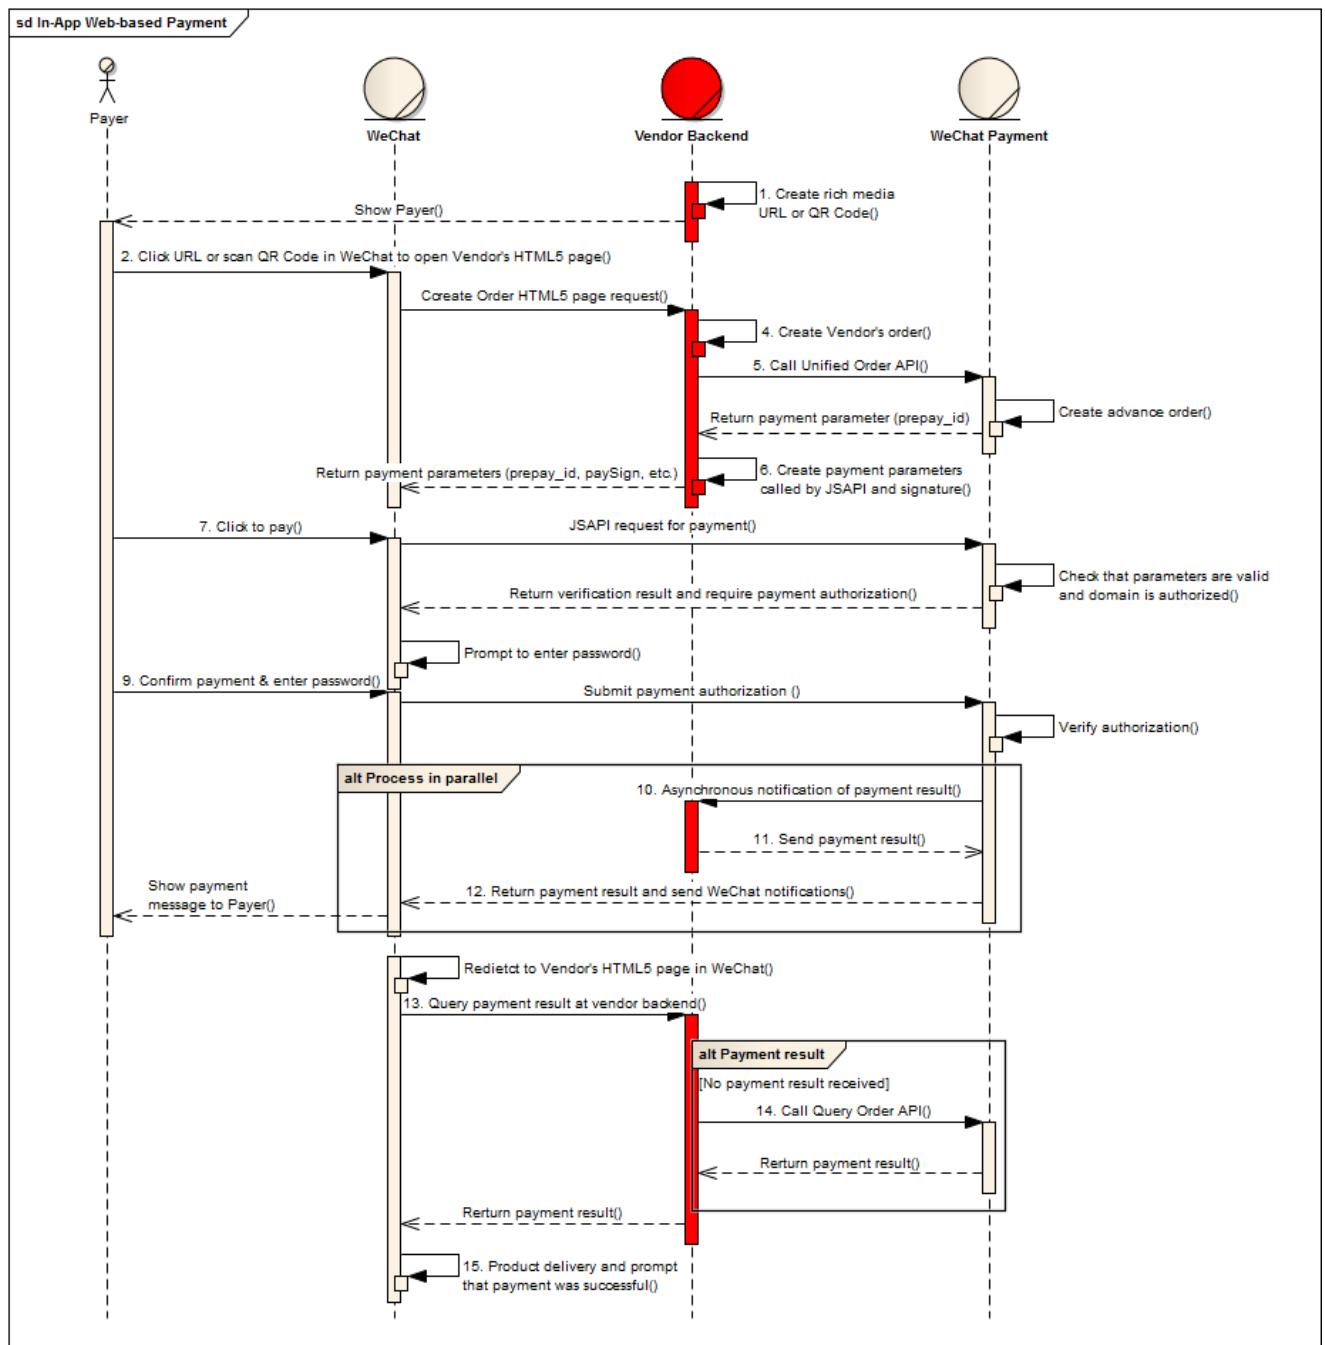 sd In-App Web-based Payment
Payer
WeChat
Vendor Backend
WeChat Payment
1. Create rich media
URL or QR Code()
Show Payer()
2. Click URL or scan QR Code in WeChat to open Vendor's HTML5 page()
Ccreate Order HTML5 page request()
4. Create Vendor's order()
5. Call Unified Order API()
Create advance order()
Return payment parameter (prepay_id)
6. Create payment parameters
called by JSAPI and signature()
Return payment parameters (prepay_id, paySign, etc.)
7. Click to pay()
JSAPI request for payment()
Check that parameters are valid
and domain is authorized()
Return verification result and require payment authorization()
Prompt to enter password()
9. Confirm payment & enter password()
Submit payment authorization ()
Verify authorization()
alt Process in parallel
10. Asynchronous notification of payment result()
11. Send payment result()
12. Return payment result and send WeChat notifications()
Show payment
message to Payer()
Redietct to Vendor's HTML5 page in WeChat()
13. Query payment result at vendor backend()
alt Payment result
[No payment result received]
14. Call Query Order API()
Rerturn payment result()
Rerturn payment result()
15. Product delivery and prompt
that payment was successful()